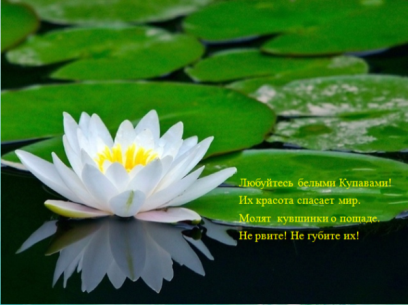 Любуйтесь белыми Купавами!
Их красота спасает мир.
Молят кувшинки о пощаде.
Не рвите! Не губите их!